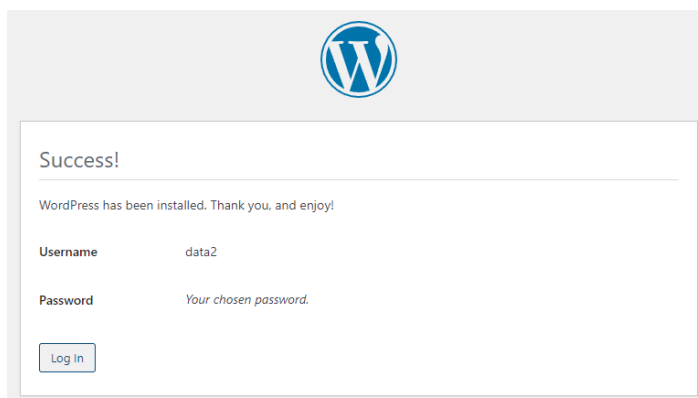 Success!
WordPress has been installed. Thank you, and enjoy!
Username data2
Password Your chosen password.
Log In